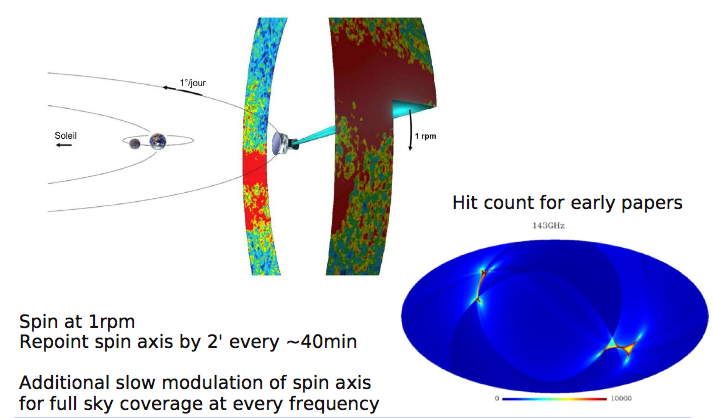 1°/jour
Soleil
1 rpm
Hit count for early papers
143GHz
Spin at 1rpm
Repoint spin axis by 2' every ~40min
Additional slow modulation of spin axis
for full sky coverage at every frequency
0 10000